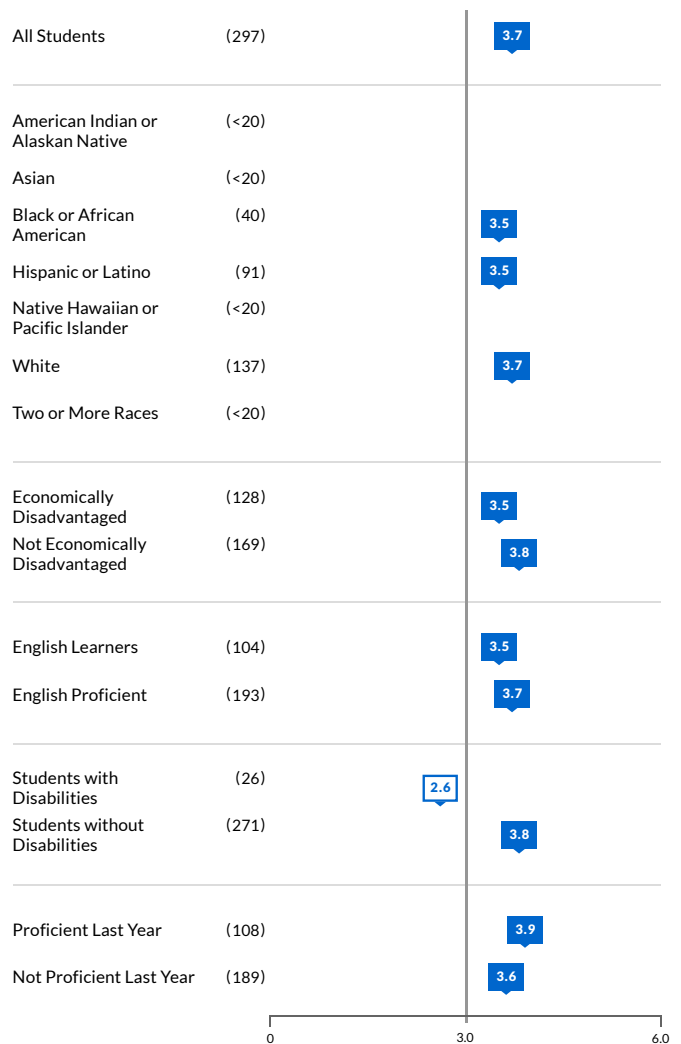 All Students (297) 3.7
American Indian or (<20)
Alaskan Native
Asian (<20)
Black or African (40) 3.5
American
Hispanic or Latino (91) 3.5
Native Hawaiian or (<20)
Pacific Islander
White (137) 3.7
Two or More Races (<20)
Economically (128) 3.5
Disadvantaged
Not Economically (169) 3.8
Disadvantaged
English Learners (104) 3.5
English Proficient (193) 3.7
Students with (26) 2.6
Disabilities
Students without (271) 3.8
Disabilities
Proficient Last Year (108) 3.9
Not Proficient Last Year (189) 3.6
0 3.0 6.0